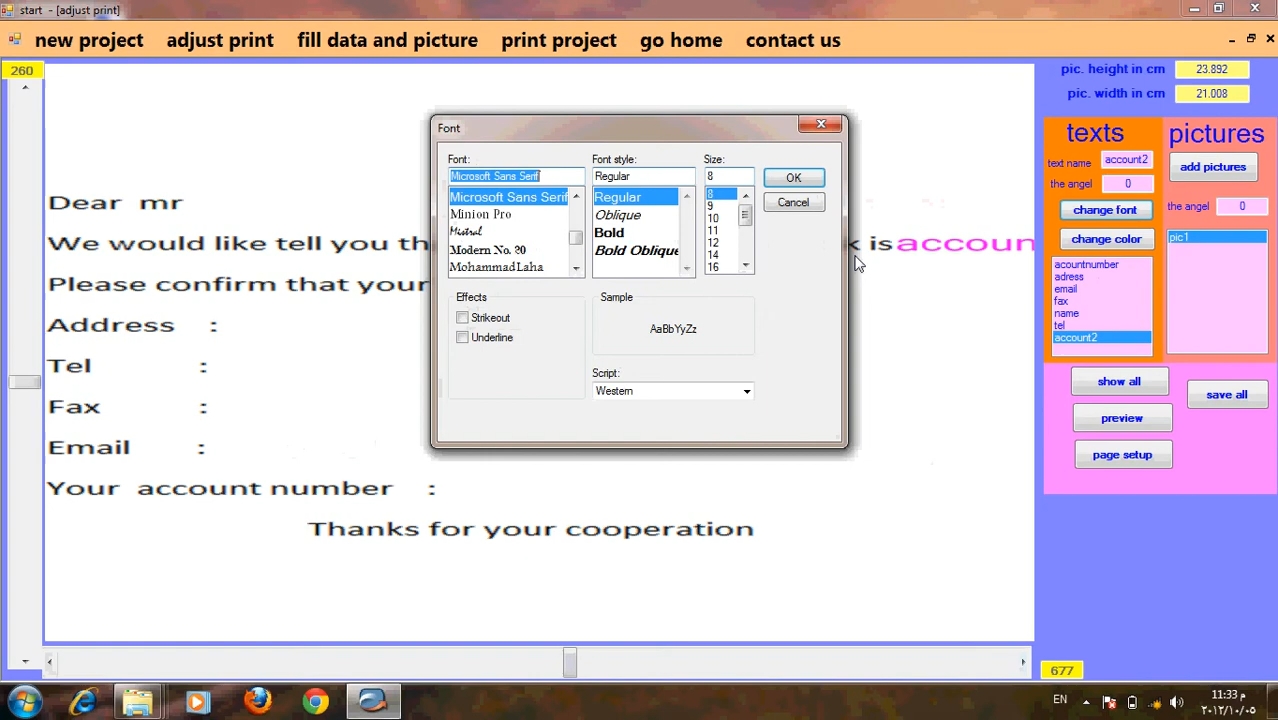 start - [adjust print]
new project adjust print fill data and picture print project go home contact us
260
pic. height in cm 23.892
pic. width in cm 21.008
texts
text name account2
the angel 0
change font
change color
acountnumber
adress
email
fax
name
tel
account2
pictures
add pictures
the angel 0
pic1
show all
save all
preview
page setup
677
Dear mr
We would like tell you th k is accoun
Please confirm that your
Address :
Tel :
Fax :
Email :
Your account number :
Thanks for your cooperation
Font
Font: Font style: Size:
Microsoft Sans Serif Regular 8
OK
Cancel
Microsoft Sans Serif
Minion Pro
Mistral
Modern No. 20
MohammadLaha
Regular
Oblique
Bold
Bold Oblique
8
9
10
11
12
14
16
Effects
Strikeout
Underline
Sample
AaBbYyZz
Script:
Western
EN
11:33 م
٢٠١٢/١٠/٠٥